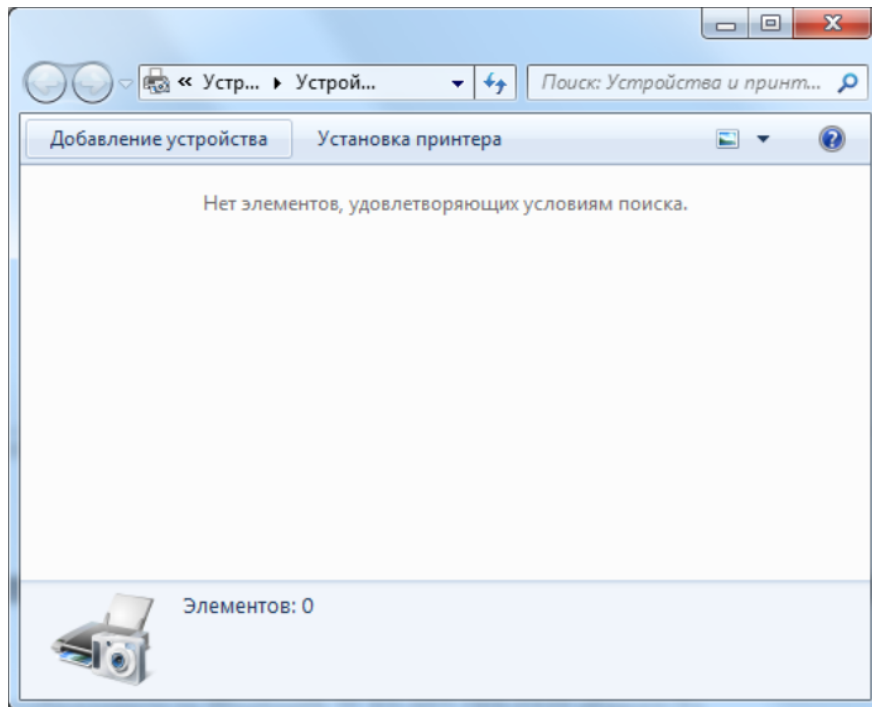 « Устр... Устрой...
Поиск: Устройства и принт...
Добавление устройства Установка принтера
Нет элементов, удовлетворяющих условиям поиска.
Элементов: 0